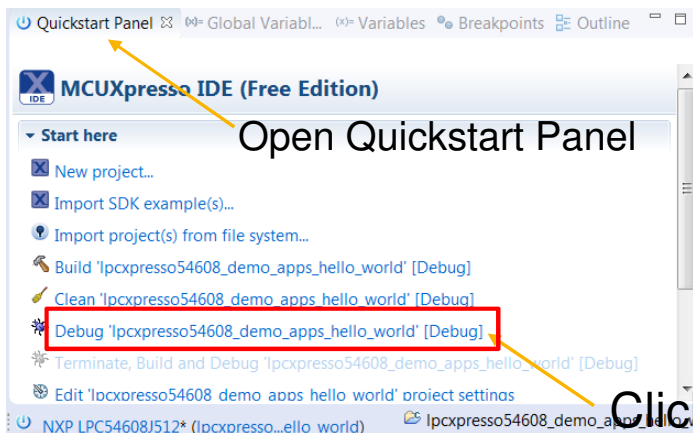 Quickstart Panel (x)= Global Variabl... (x)= Variables Breakpoints Outline
IDE MCUXpresso IDE (Free Edition)
Start here
Open Quickstart Panel
New project...
Import SDK example(s)...
Import project(s) from file system...
Build 'lpcxpresso54608_demo_apps_hello_world' [Debug]
Clean 'lpcxpresso54608_demo_apps_hello_world' [Debug]
Debug 'lpcxpresso54608_demo_apps_hello_world' [Debug]
Terminate, Build and Debug 'lpcxpresso54608_demo_apps_hello_world' [Debug]
Edit 'lpcxpresso54608_demo_apps_hello_world' project settings
NXP LPC54608J512* (lpcxpresso...ello_world) lpcxpresso54608_demo_apps_hello